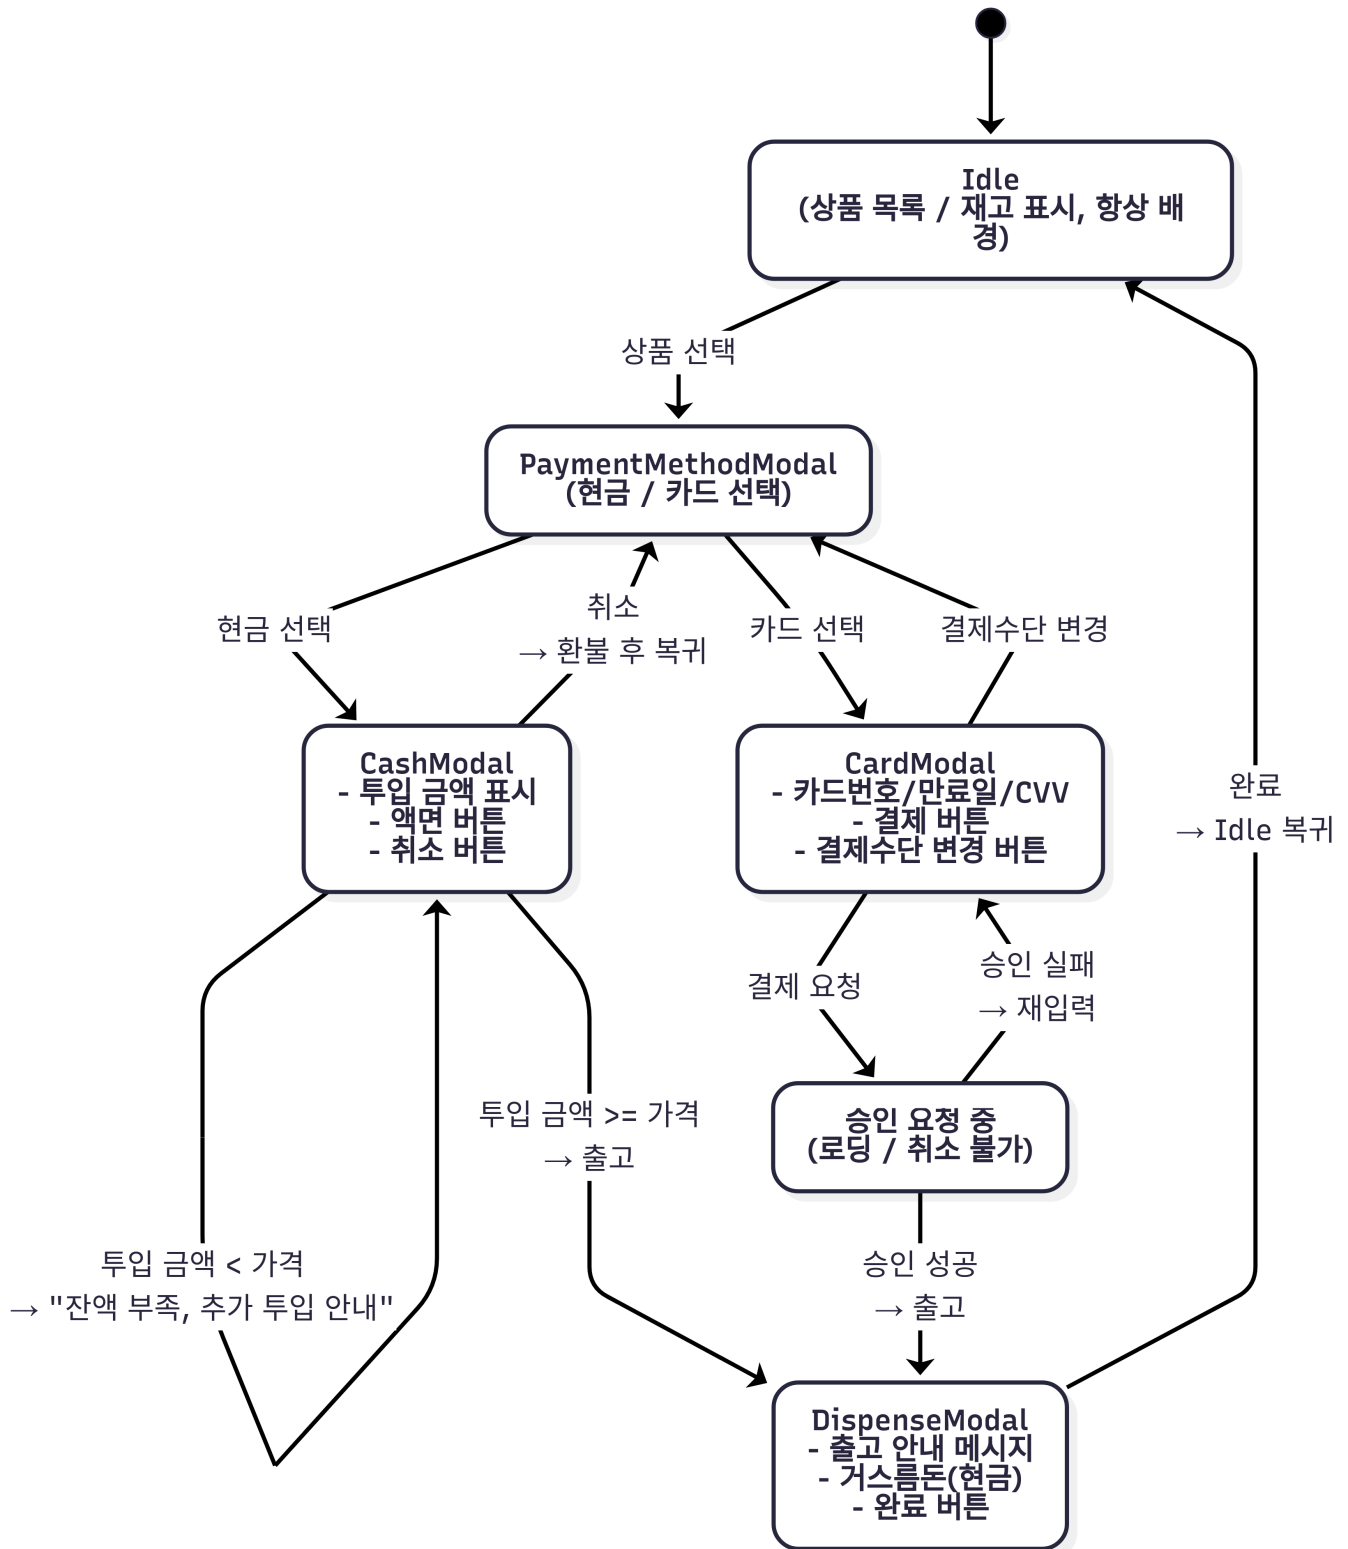 Idle
(상품 목록 / 재고 표시, 항상 배
경)
상품 선택
PaymentMethodModal
(현금 / 카드 선택)
현금 선택
취소
→ 환불 후 복귀
카드 선택
결제수단 변경
CashModal
- 투입 금액 표시
- 액면 버튼
- 취소 버튼
CardModal
- 카드번호/만료일/CVV
- 결제 버튼
- 결제수단 변경 버튼
완료
→ Idle 복귀
결제 요청
승인 실패
→ 재입력
투입 금액 >= 가격
→ 출고
승인 요청 중
(로딩 / 취소 불가)
투입 금액 < 가격
→ "잔액 부족, 추가 투입 안내"
승인 성공
→ 출고
DispenseModal
- 출고 안내 메시지
- 거스름돈(현금)
- 완료 버튼